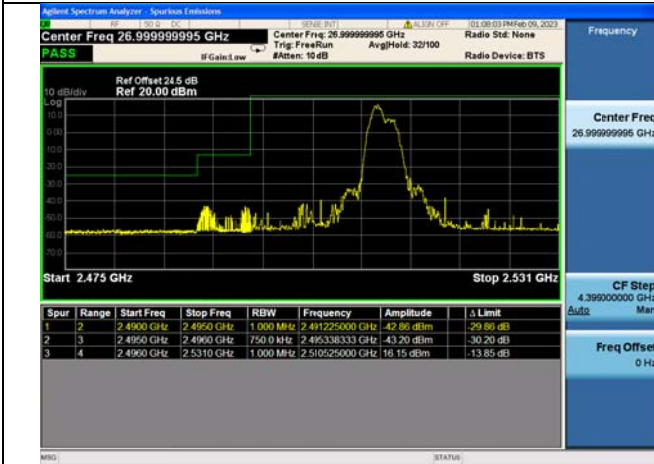 Agilent Spectrum Analyzer - Spurious Emissions
RF 50 Ω DC SENSE:INT ALIGN OFF 01:08:03 PM Feb 09, 2023
Center Freq 26.999999995 GHz Center Freq: 26.999999995 GHz Radio Std: None
PASS IFGain:Low Trig: FreeRun Avg|Hold: 32/100
#Atten: 10 dB Radio Device: BTS
Ref Offset 24.5 dB
10 dB/div Ref 20.00 dBm
Log
10.0
0.00
-10.0
-20.0
-30.0
-40.0
-50.0
-60.0
-70.0
Start 2.475 GHz Stop 2.531 GHz
Spur Range Start Freq Stop Freq RBW Frequency Amplitude Δ Limit
1 2 2.4900 GHz 2.4950 GHz 1.000 MHz 2.491225000 GHz -42.86 dBm -29.86 dB
2 3 2.4950 GHz 2.4960 GHz 750.0 kHz 2.495338333 GHz -43.20 dBm -30.20 dB
3 4 2.4960 GHz 2.5310 GHz 1.000 MHz 2.510525000 GHz 16.15 dBm -13.85 dB
MSG STATUS
Frequency
Center Freq
26.999999995 GHz
CF Step
4.399000000 GHz
Auto Man
Freq Offset
0 Hz